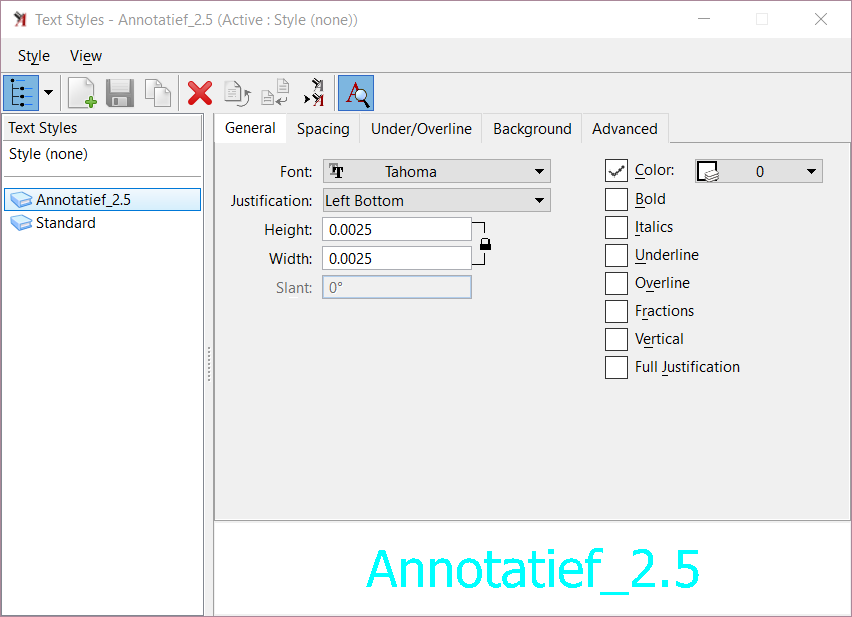 Text Styles - Annotatief_2.5 (Active : Style (none))
Style View
Text Styles
Style (none)
Annotatief_2.5
Standard
General Spacing Under/Overline Background Advanced
Font: Tahoma
Justification: Left Bottom
Height: 0.0025
Width: 0.0025
Slant: 0°
Color: 0
Bold
Italics
Underline
Overline
Fractions
Vertical
Full Justification
Annotatief_2.5